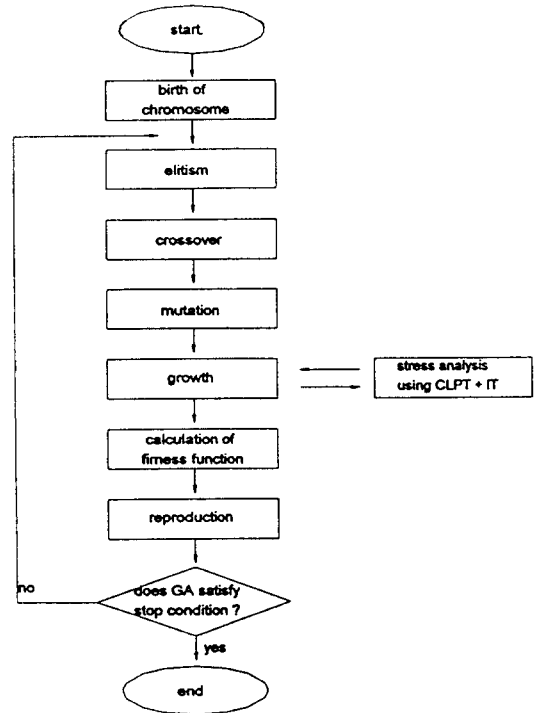 start.
birth of
chromosome
elitism
crossover
mutation
growth
stress analysis
using CLPT + IT
calculation of
firness function
reproduction
does GA satisfy
stop condition ?
no
yes
end